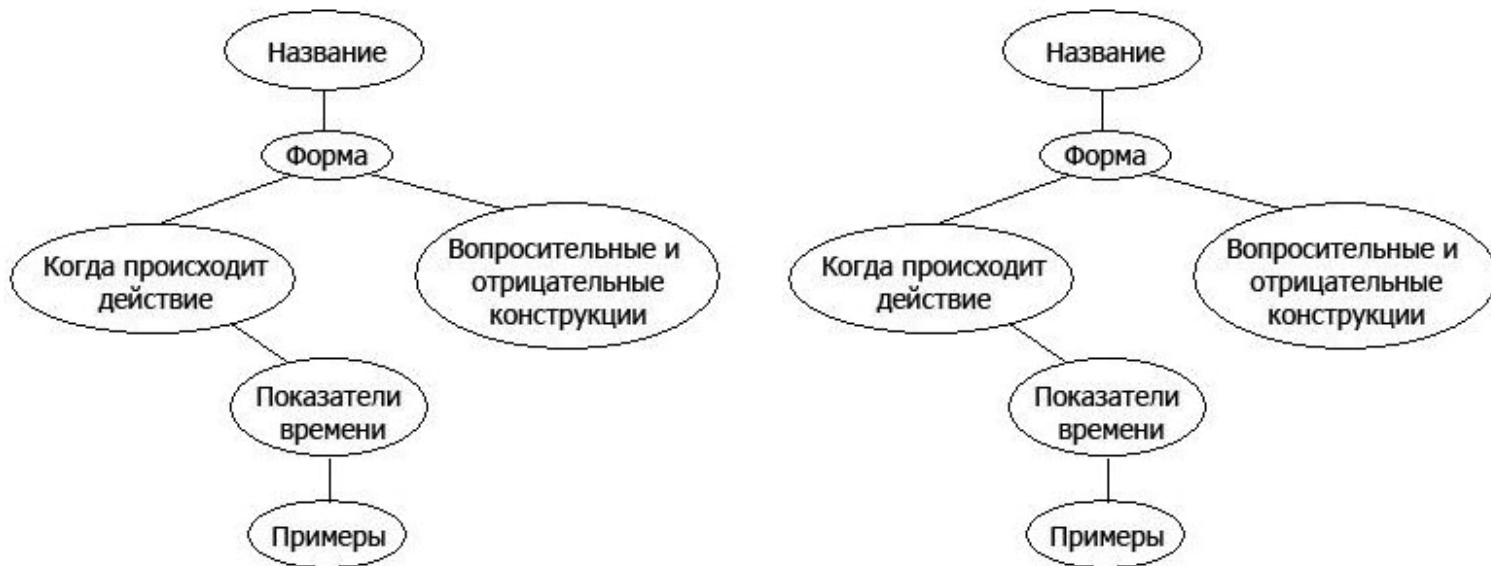 Название
Форма
Когда происходит
действие
Вопросительные и
отрицательные
конструкции
Показатели
времени
Примеры
Название
Форма
Когда происходит
действие
Вопросительные и
отрицательные
конструкции
Показатели
времени
Примеры